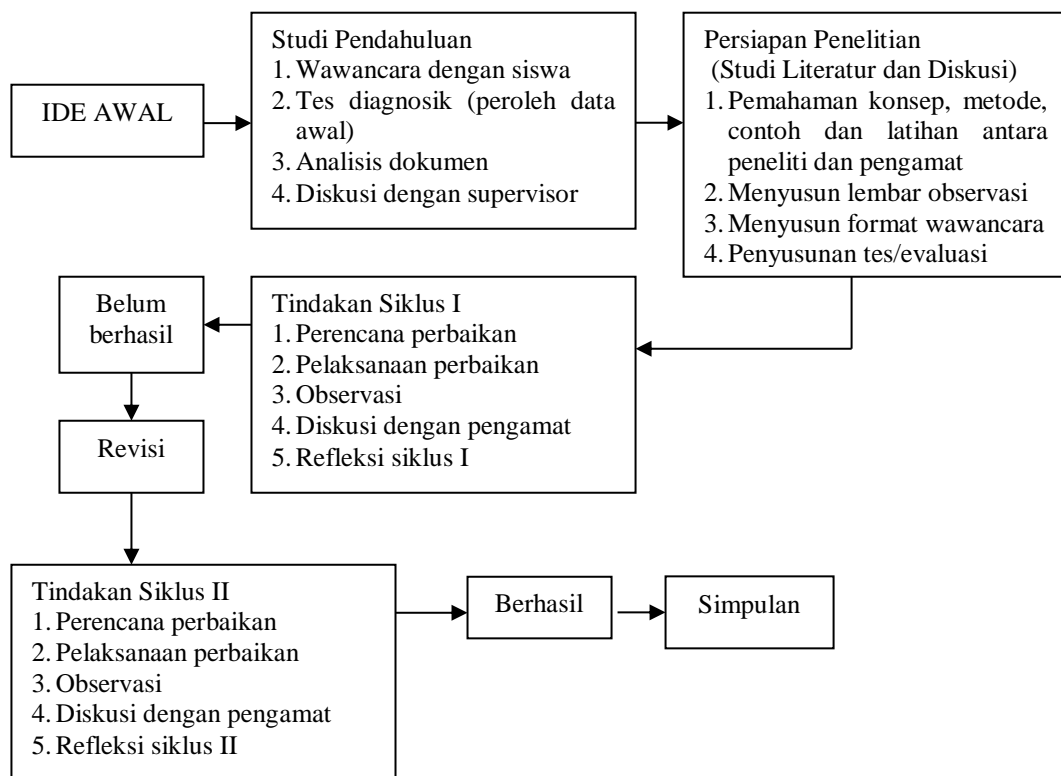 IDE AWAL
Studi Pendahuluan
1. Wawancara dengan siswa
2. Tes diagnosik (peroleh data
awal)
3. Analisis dokumen
4. Diskusi dengan supervisor
Persiapan Penelitian
(Studi Literatur dan Diskusi)
1. Pemahaman konsep, metode,
contoh dan latihan antara
peneliti dan pengamat
2. Menyusun lembar observasi
3. Menyusun format wawancara
4. Penyusunan tes/evaluasi
Tindakan Siklus I
1. Perencana perbaikan
2. Pelaksanaan perbaikan
3. Observasi
4. Diskusi dengan pengamat
5. Refleksi siklus I
Belum
berhasil
Revisi
Tindakan Siklus II
1. Perencana perbaikan
2. Pelaksanaan perbaikan
3. Observasi
4. Diskusi dengan pengamat
5. Refleksi siklus II
Berhasil
Simpulan